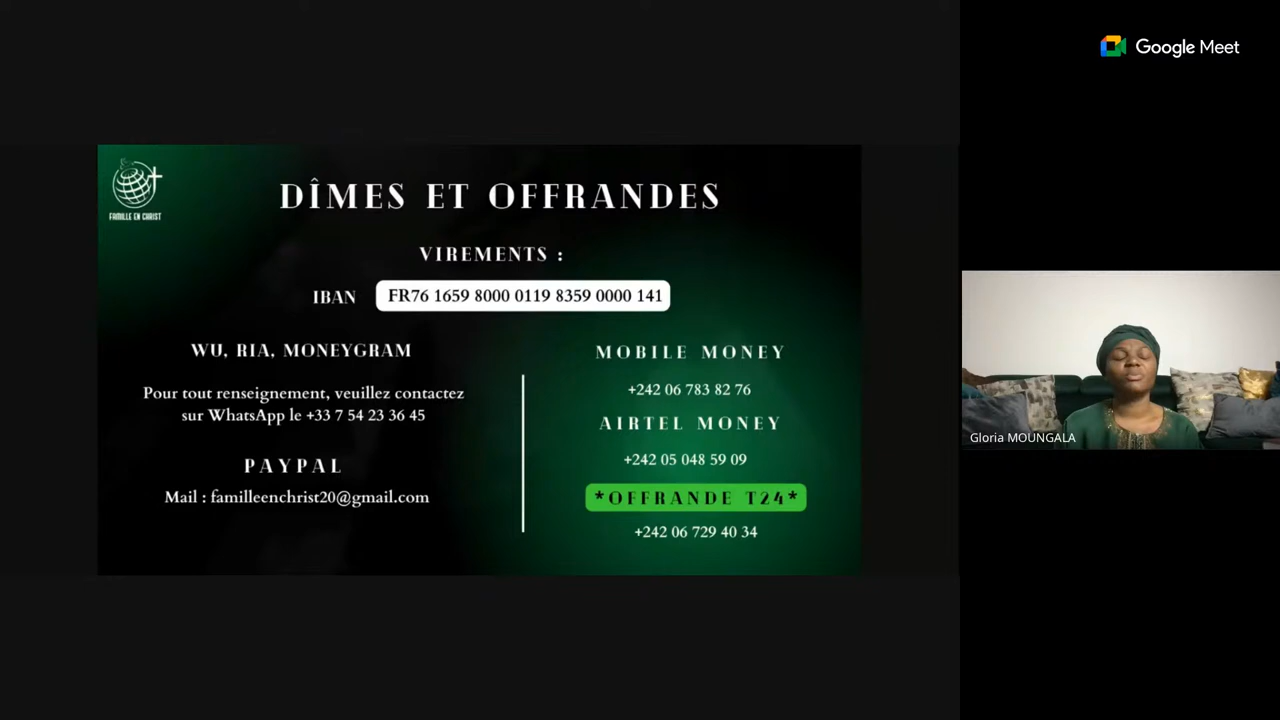 Google Meet
FAMILLE EN CHRIST
DÎMES ET OFFRANDES
VIREMENTS :
IBAN FR76 1659 8000 0119 8359 0000 141
WU, RIA, MONEYGRAM
Pour tout renseignement, veuillez contactez
sur WhatsApp le +33 7 54 23 36 45
PAYPAL
Mail : familleenchrist20@gmail.com
MOBILE MONEY
+242 06 783 82 76
AIRTEL MONEY
+242 05 048 59 09
*OFFRANDE T24*
+242 06 729 40 34
Gloria MOUNGALA